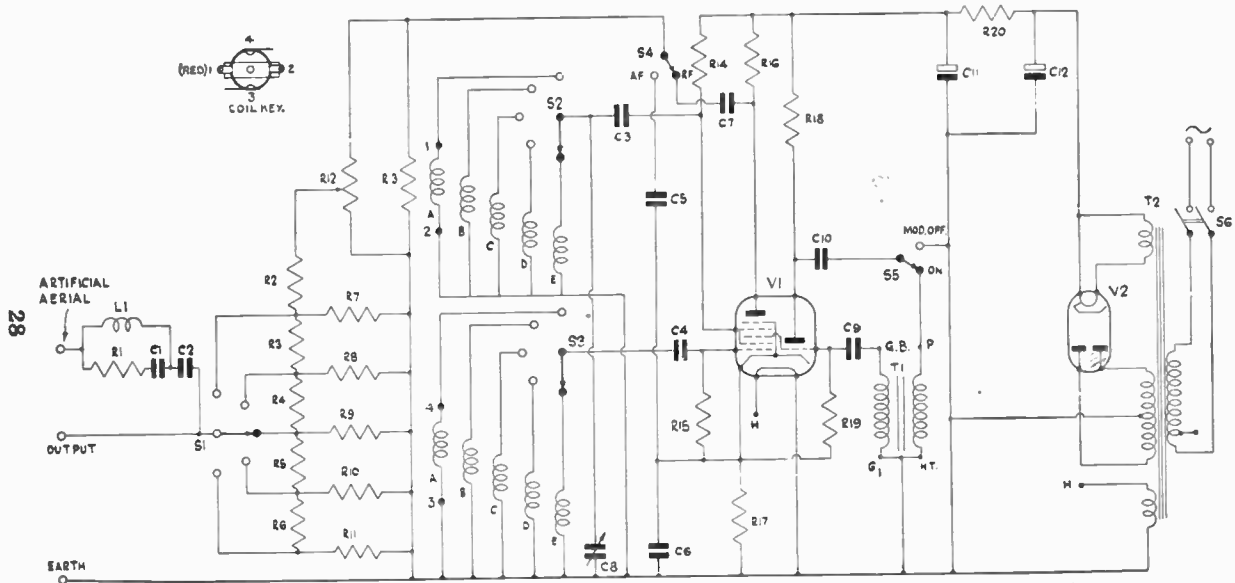 4
(RED) 1
2
3
COIL KEY.
28
ARTIFICIAL
AERIAL
L1
R1
C1
C2
OUTPUT
EARTH
S1
R2
R3
R4
R5
R6
R7
R8
R9
R10
R11
R12
R3
1
A
2
B
C
D
E
S2
4
A
3
B
C
D
E
S3
C3
C8
S4
AF
RF
C5
C7
R14
R16
R18
C4
R15
C6
V1
H
R17
R19
C9
C10
G.B.
P
T1
G1
H.T.
S5
MOD. OFF.
ON
R20
C11
C12
T2
S6
V2
H